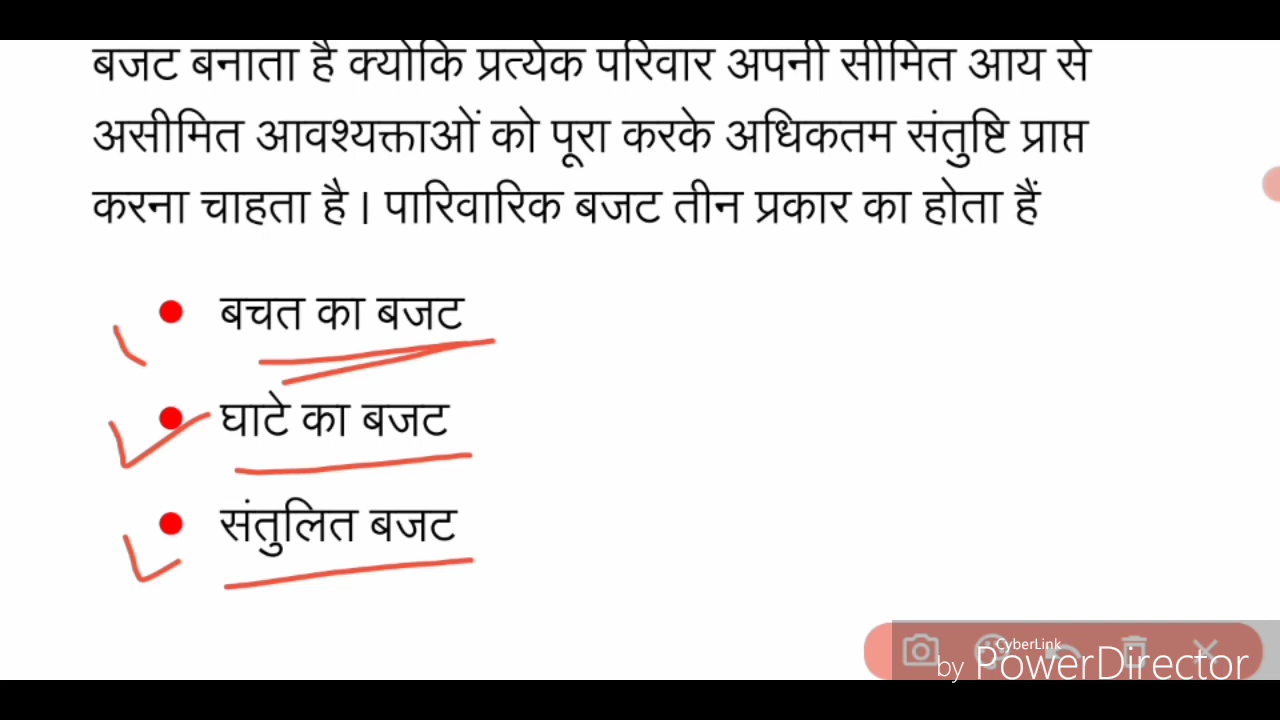 बजट बनाता है क्योकि प्रत्येक परिवार अपनी सीमित आय से
असीमित आवश्यक्ताओं को पूरा करके अधिकतम संतुष्टि प्राप्त
करना चाहता है । पारिवारिक बजट तीन प्रकार का होता हैं
बचत का बजट
घाटे का बजट
संतुलित बजट
CyberLink
by PowerDirector